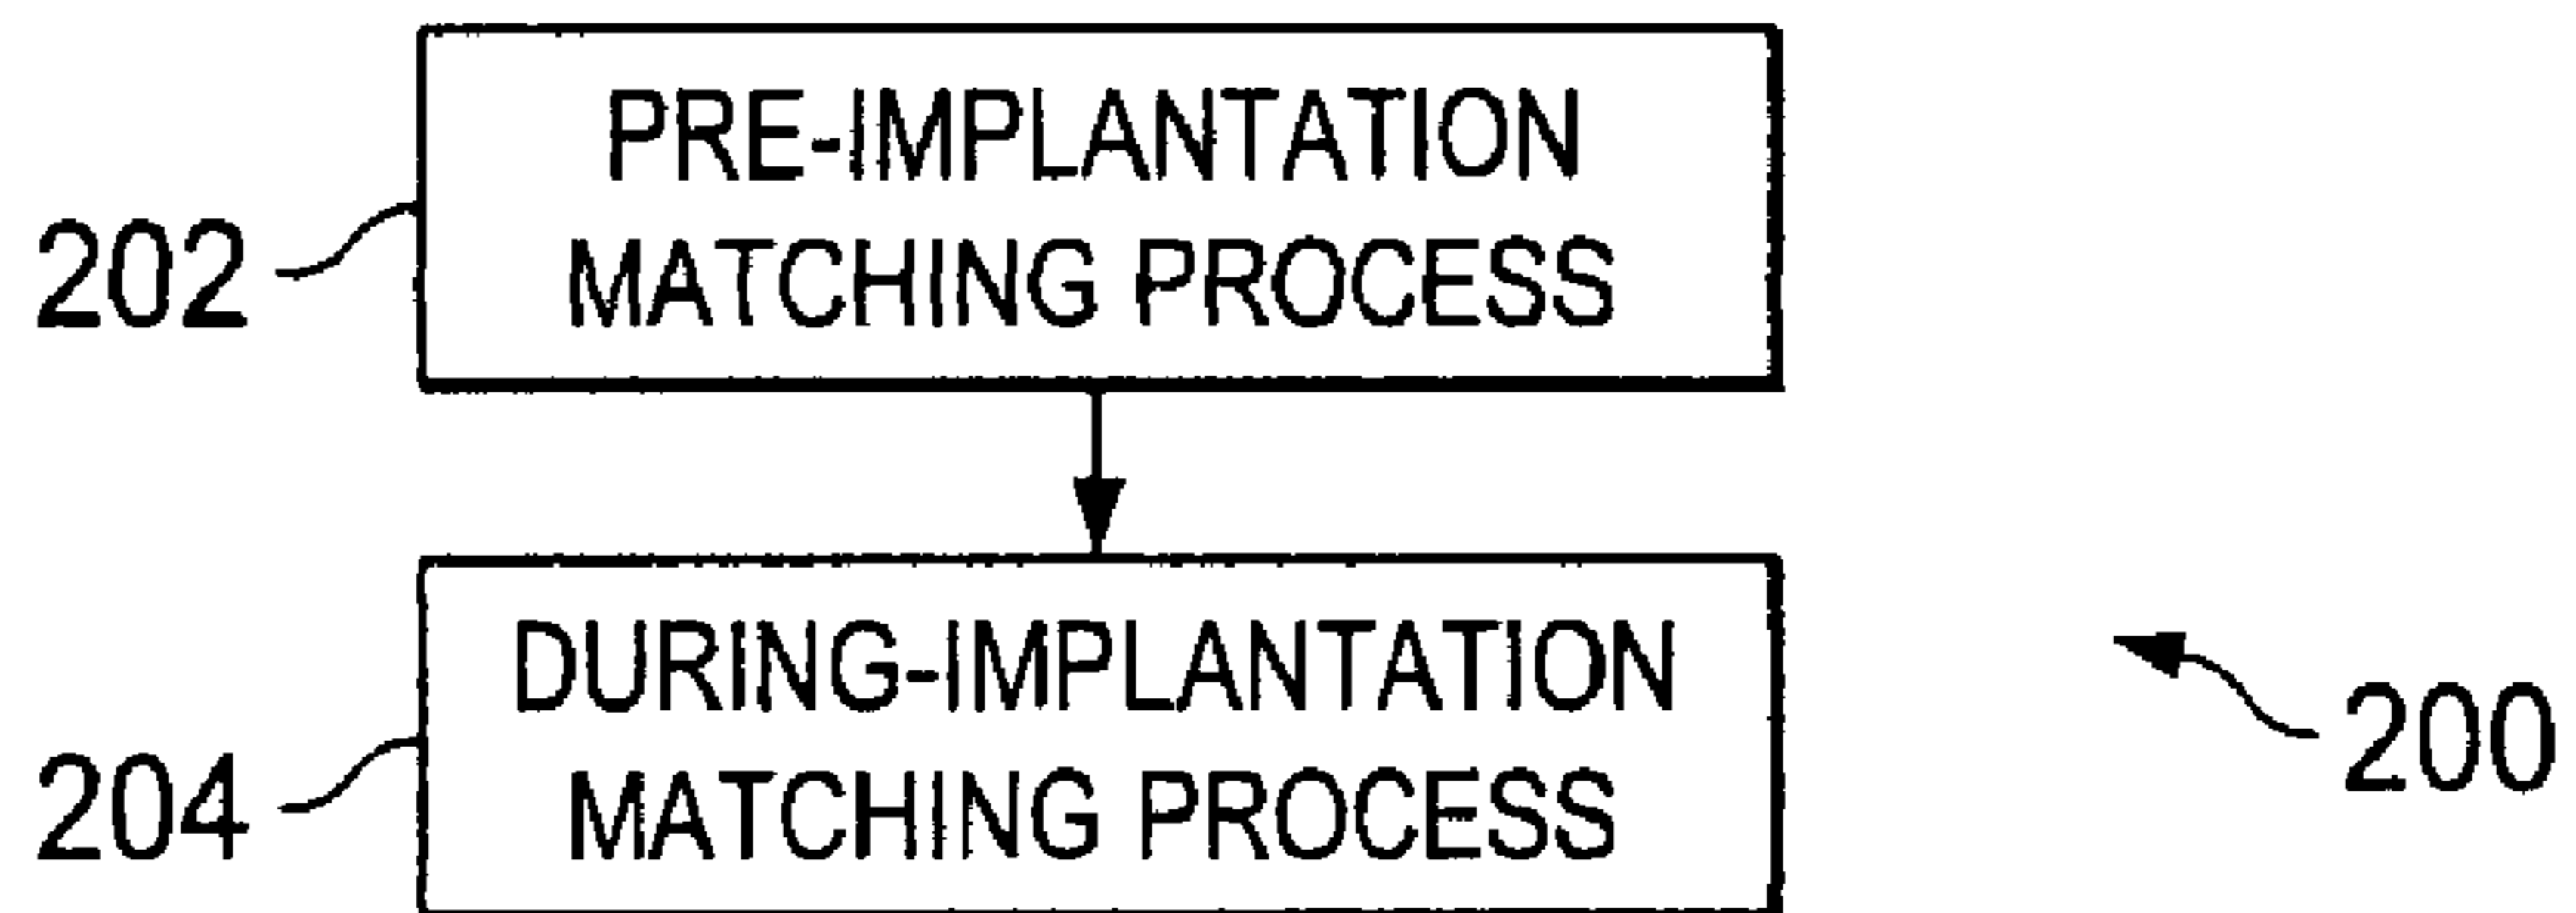 PRE-IMPLANTATION
MATCHING PROCESS
202
DURING-IMPLANTATION
MATCHING PROCESS
204
200